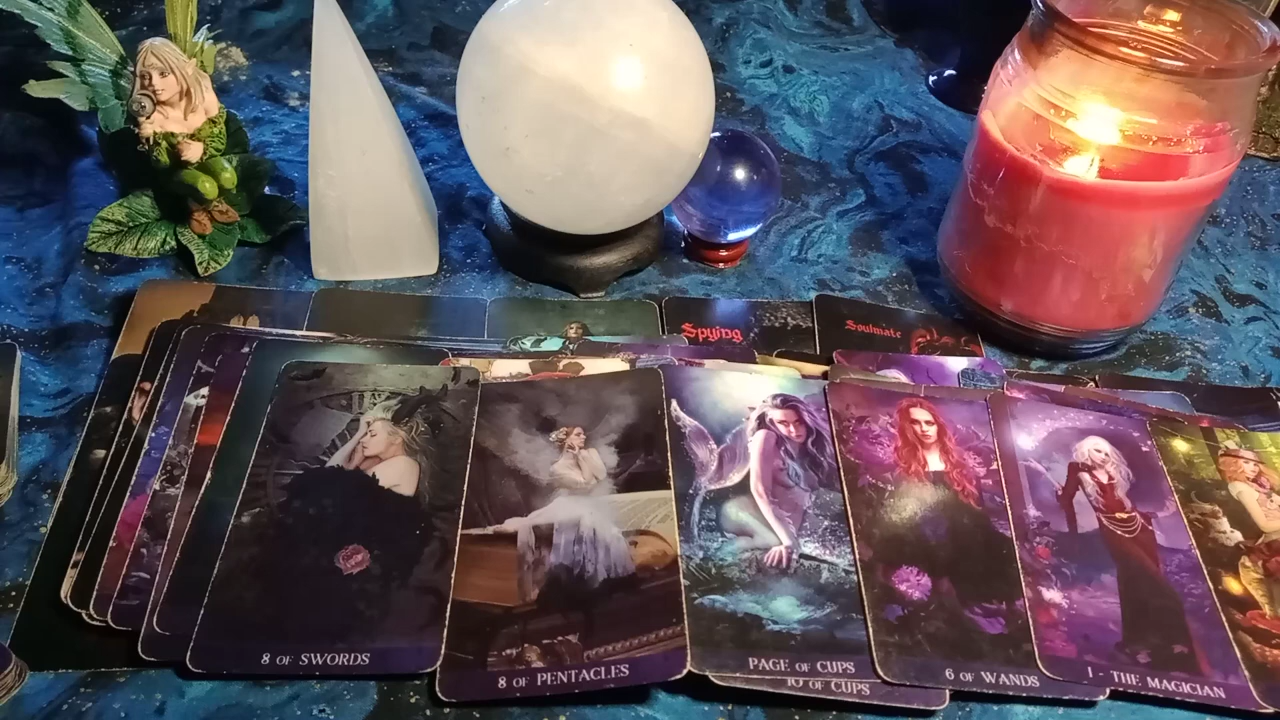 Spying
Soulmate
8 OF SWORDS
8 OF PENTACLES
PAGE OF CUPS
10 OF CUPS
6 OF WANDS
1 - THE MAGICIAN